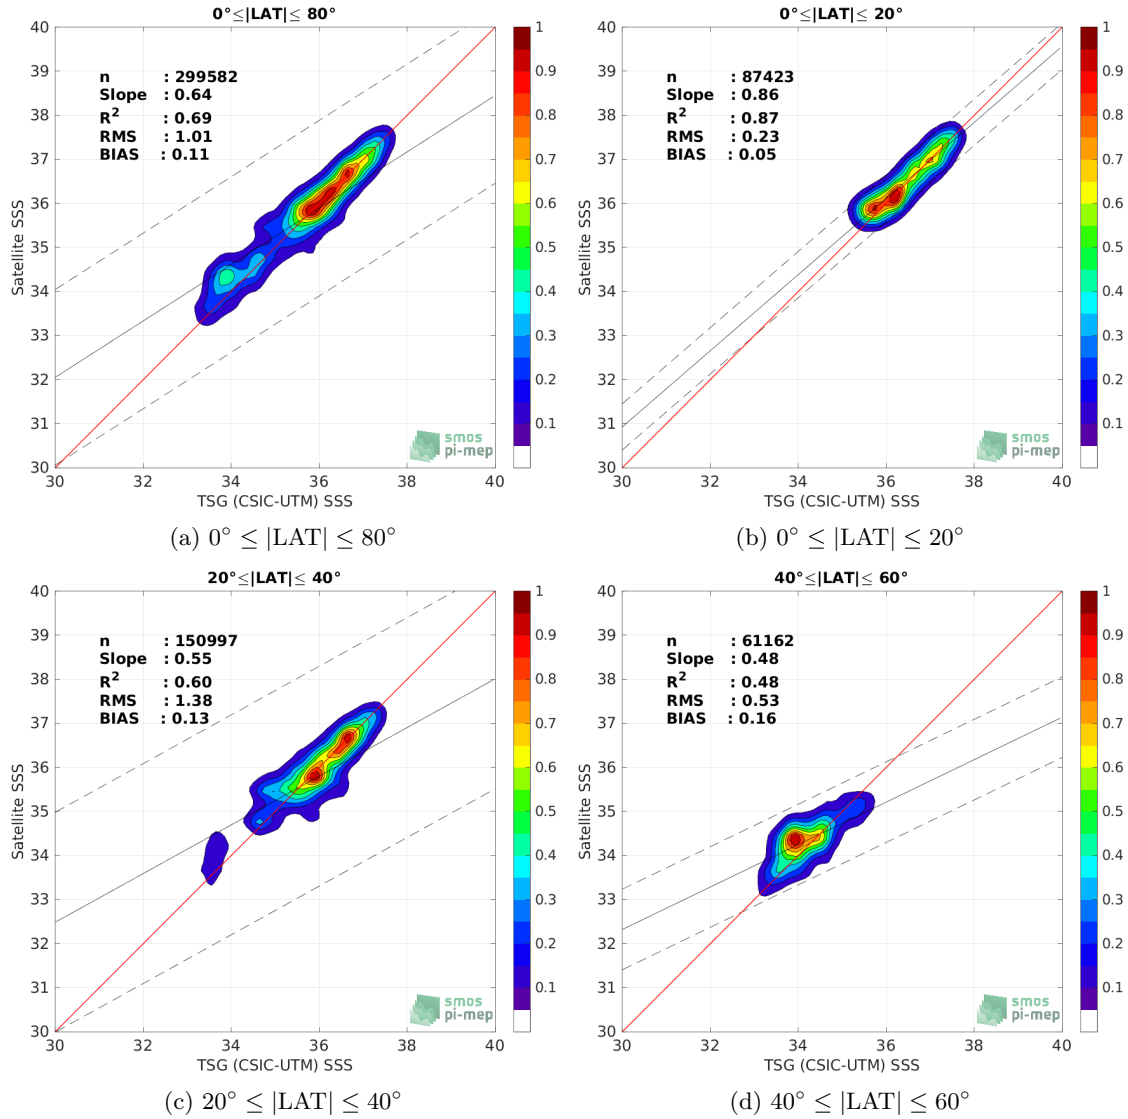 0°≤|LAT|≤ 80°
40
39
38
37
36
35
34
33
32
31
30
Satellite SSS
n : 299582
Slope : 0.64
R² : 0.69
RMS : 1.01
BIAS : 0.11
smos
pi-mep
30 32 34 36 38 40
TSG (CSIC-UTM) SSS
1
0.9
0.8
0.7
0.6
0.5
0.4
0.3
0.2
0.1
(a) 0° ≤ |LAT| ≤ 80°
0°≤|LAT|≤ 20°
40
39
38
37
36
35
34
33
32
31
30
Satellite SSS
n : 87423
Slope : 0.86
R² : 0.87
RMS : 0.23
BIAS : 0.05
smos
pi-mep
30 32 34 36 38 40
TSG (CSIC-UTM) SSS
1
0.9
0.8
0.7
0.6
0.5
0.4
0.3
0.2
0.1
(b) 0° ≤ |LAT| ≤ 20°
20°≤|LAT|≤ 40°
40
39
38
37
36
35
34
33
32
31
30
Satellite SSS
n : 150997
Slope : 0.55
R² : 0.60
RMS : 1.38
BIAS : 0.13
smos
pi-mep
30 32 34 36 38 40
TSG (CSIC-UTM) SSS
1
0.9
0.8
0.7
0.6
0.5
0.4
0.3
0.2
0.1
(c) 20° ≤ |LAT| ≤ 40°
40°≤|LAT|≤ 60°
40
39
38
37
36
35
34
33
32
31
30
Satellite SSS
n : 61162
Slope : 0.48
R² : 0.48
RMS : 0.53
BIAS : 0.16
smos
pi-mep
30 32 34 36 38 40
TSG (CSIC-UTM) SSS
1
0.9
0.8
0.7
0.6
0.5
0.4
0.3
0.2
0.1
(d) 40° ≤ |LAT| ≤ 60°